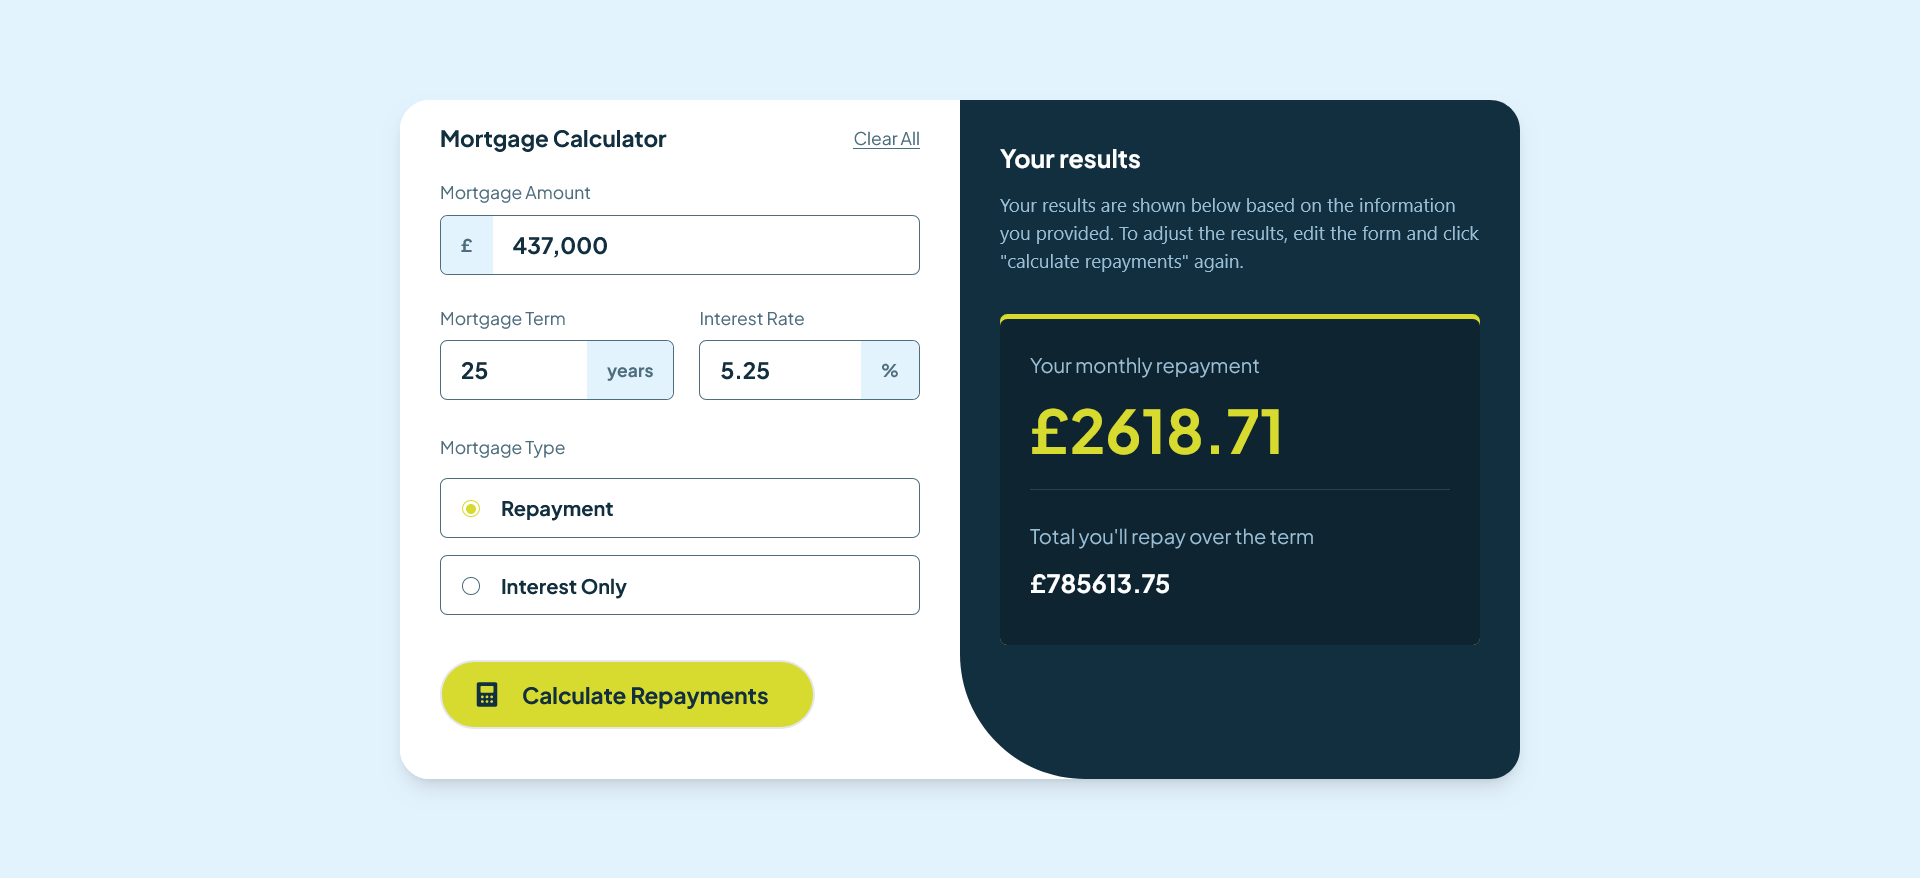 Mortgage Calculator
Clear All
Mortgage Amount
£ 437,000
Mortgage Term
25 years
Interest Rate
5.25 %
Mortgage Type
Repayment
Interest Only
Calculate Repayments
Your results
Your results are shown below based on the information
you provided. To adjust the results, edit the form and click
"calculate repayments" again.
Your monthly repayment
£2618.71
Total you'll repay over the term
£785613.75